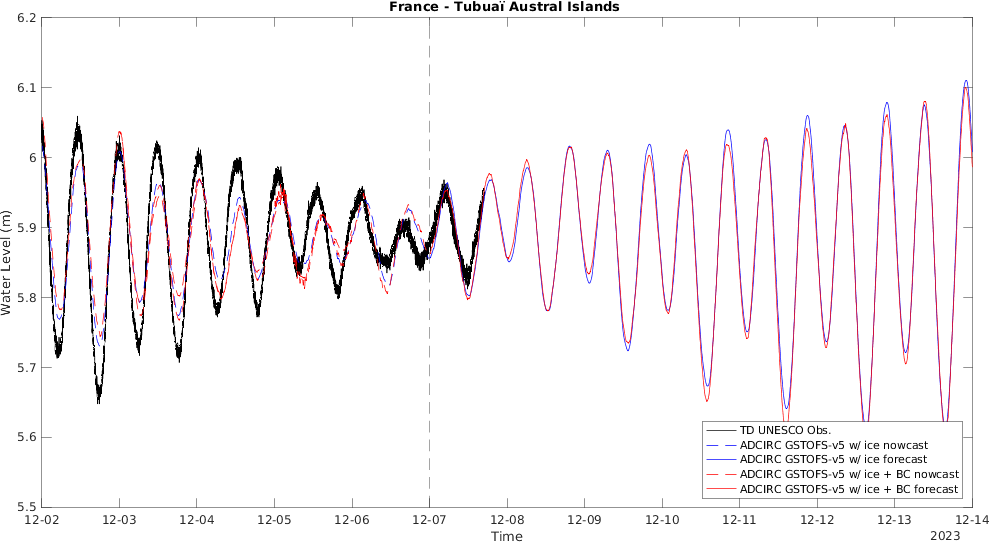 France - Tubuaï Austral Islands
6.2
6.1
6
5.9
5.8
5.7
5.6
5.5
Water Level (m)
TD UNESCO Obs.
ADCIRC GSTOFS-v5 w/ ice nowcast
ADCIRC GSTOFS-v5 w/ ice forecast
ADCIRC GSTOFS-v5 w/ ice + BC nowcast
ADCIRC GSTOFS-v5 w/ ice + BC forecast
12-02 12-03 12-04 12-05 12-06 12-07 12-08 12-09 12-10 12-11 12-12 12-13 12-14
Time
2023